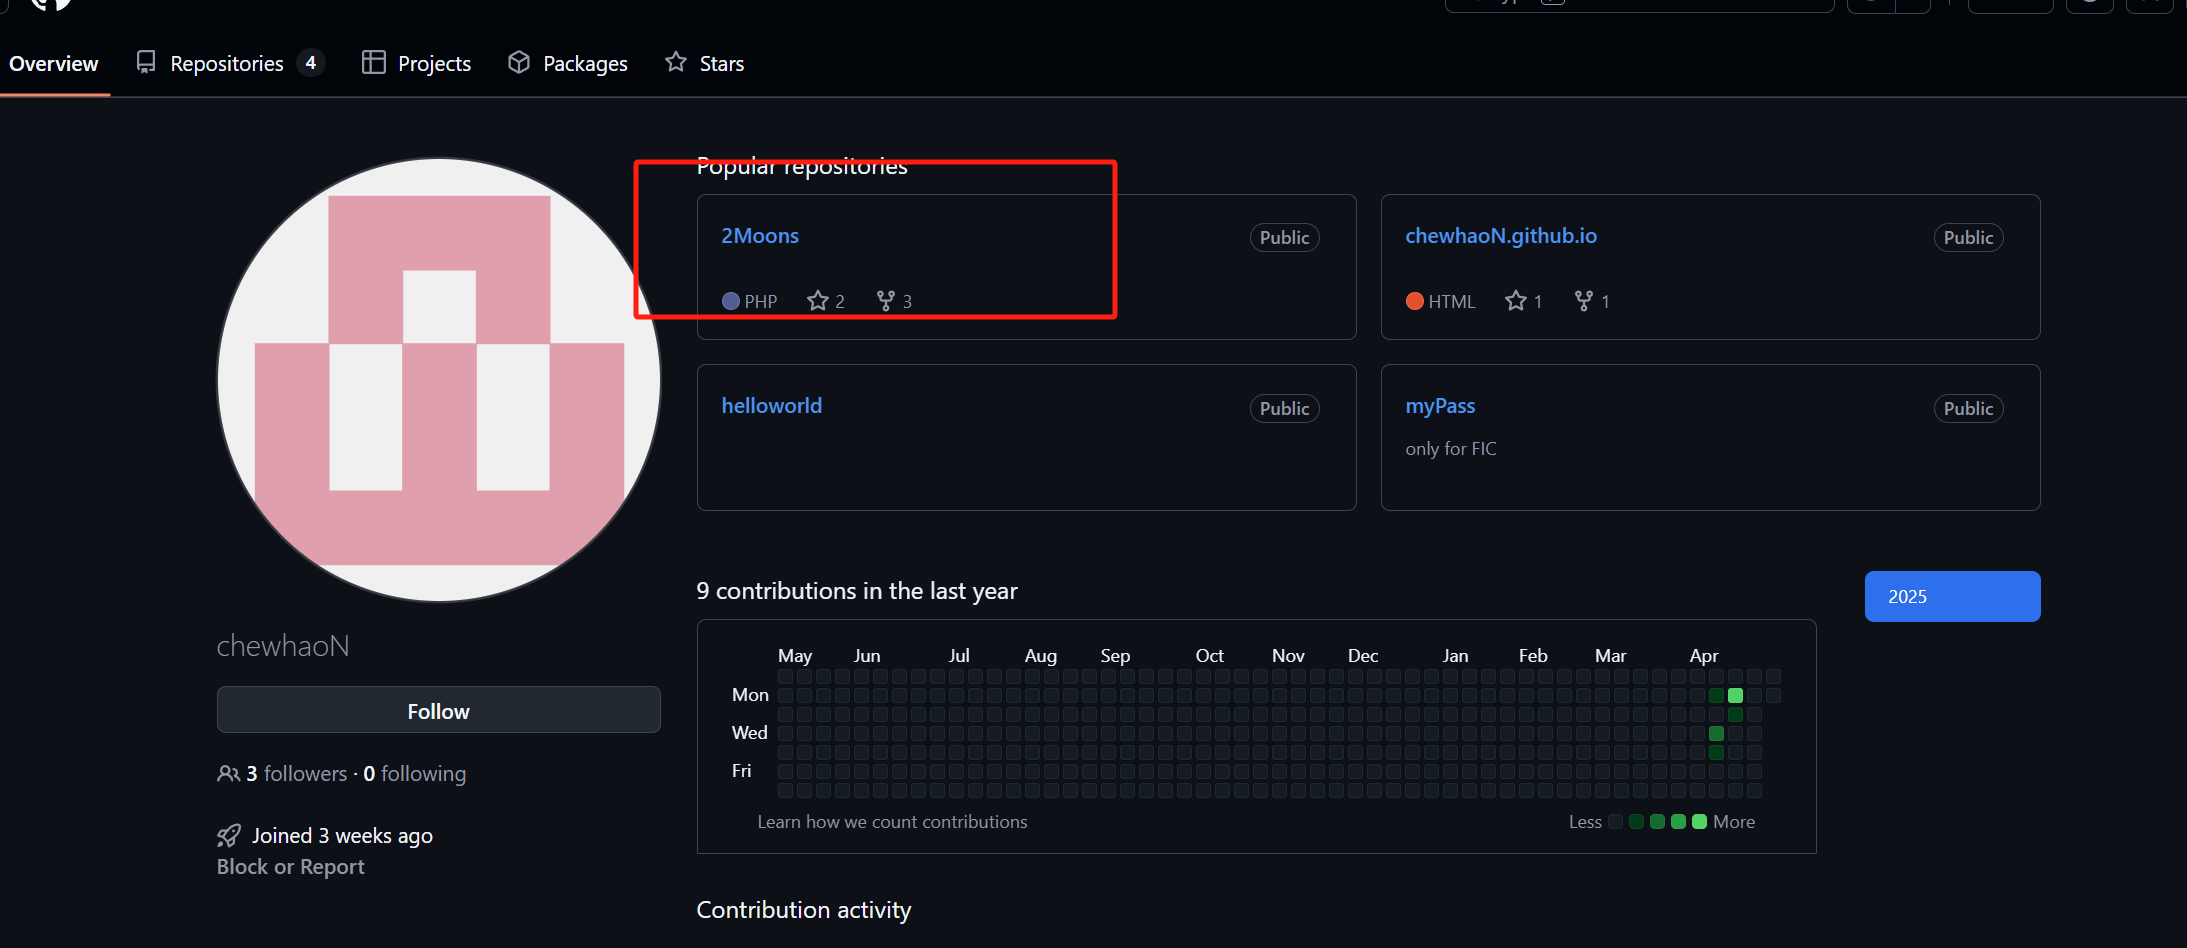 Overview Repositories 4 Projects Packages Stars
Popular repositories
2Moons Public
PHP 2 3
chewhaoN.github.io Public
HTML 1 1
helloworld Public
myPass Public
only for FIC
chewhaoN
Follow
3 followers · 0 following
Joined 3 weeks ago
Block or Report
9 contributions in the last year
2025
May Jun Jul Aug Sep Oct Nov Dec Jan Feb Mar Apr
Mon
Wed
Fri
Learn how we count contributions
Less More
Contribution activity